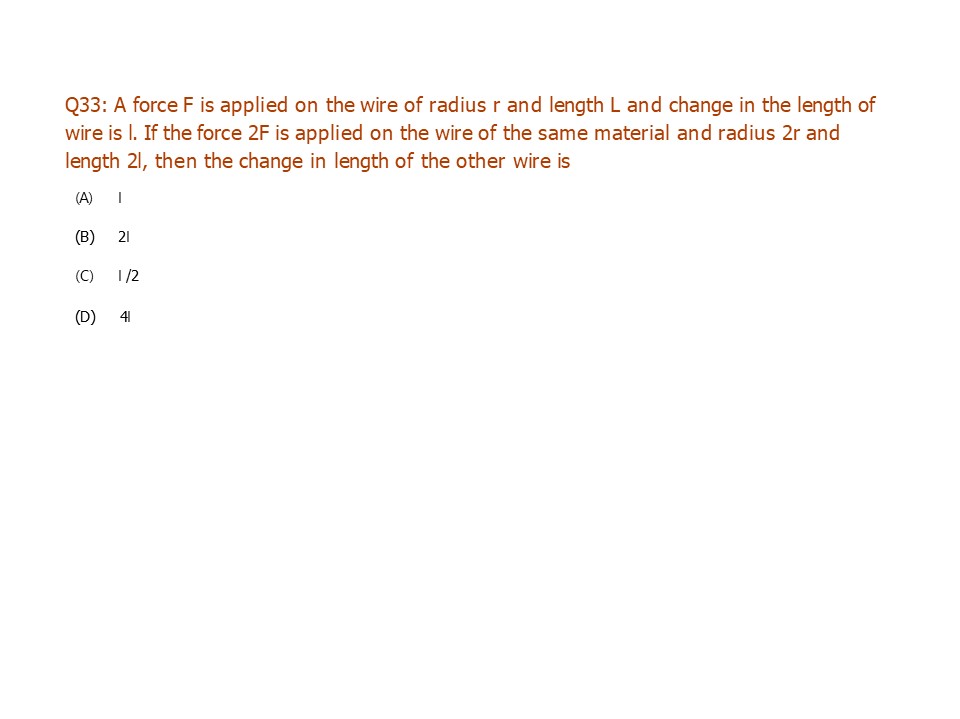 Q33: A force F is applied on the wire of radius r and length L and change in the length of
wire is l. If the force 2F is applied on the wire of the same material and radius 2r and
length 2l, then the change in length of the other wire is
(A) l
(B) 2l
(C) l /2
(D) 4l